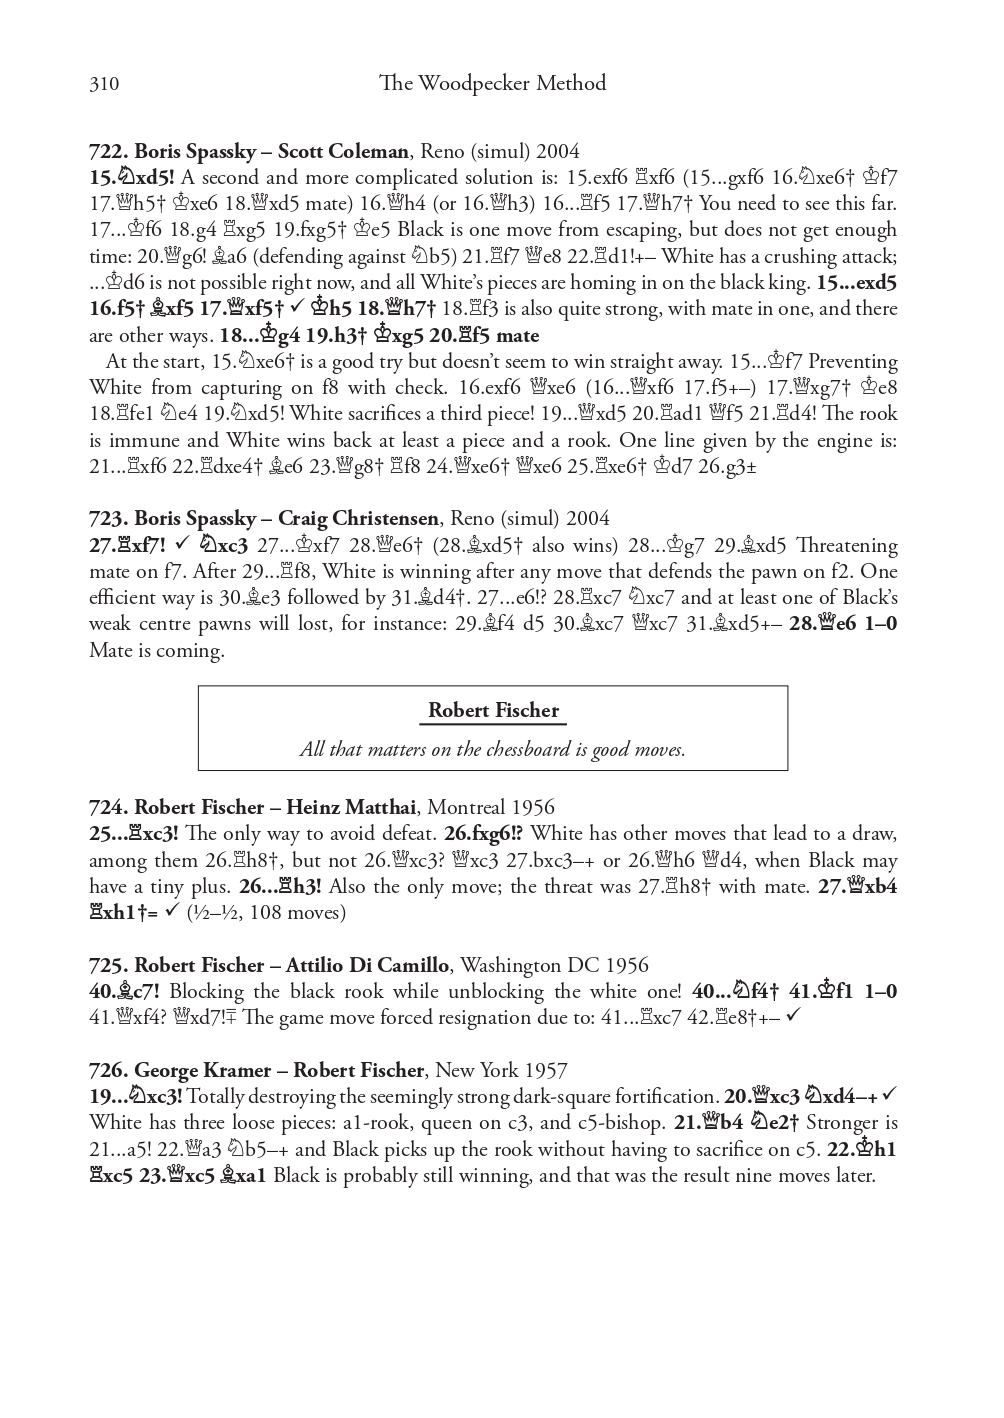 310 The Woodpecker Method
722. Boris Spassky – Scott Coleman, Reno (simul) 2004
15.♘xd5! A second and more complicated solution is: 15.exf6 ♖xf6 (15...gxf6 16.♘xe6† ♔f7
17.♕h5† ♔xe6 18.♕xd5 mate) 16.♕h4 (or 16.♕h3) 16...♖f5 17.♕h7† You need to see this far.
17...♔f6 18.g4 ♖xg5 19.fxg5† ♔e5 Black is one move from escaping, but does not get enough
time: 20.♕g6! ♗a6 (defending against ♘b5) 21.♖f7 ♕e8 22.♖d1!+– White has a crushing attack;
...♔d6 is not possible right now, and all White's pieces are homing in on the black king. 15...exd5
16.f5† ♗xf5 17.♕xf5† ✓ ♔h5 18.♕h7† 18.♖f3 is also quite strong, with mate in one, and there
are other ways. 18...♔g4 19.h3† ♔xg5 20.♖f5 mate
At the start, 15.♘xe6† is a good try but doesn't seem to win straight away. 15...♔f7 Preventing
White from capturing on f8 with check. 16.exf6 ♕xe6 (16...♕xf6 17.f5+–) 17.♕xg7† ♔e8
18.♖fe1 ♘e4 19.♘xd5! White sacrifices a third piece! 19...♕xd5 20.♖ad1 ♕f5 21.♖d4! The rook
is immune and White wins back at least a piece and a rook. One line given by the engine is:
21...♖xf6 22.♖dxe4† ♗e6 23.♕g8† ♖f8 24.♕xe6† ♕xe6 25.♖xe6† ♔d7 26.g3±
723. Boris Spassky – Craig Christensen, Reno (simul) 2004
27.♖xf7! ✓ ♘xc3 27...♔xf7 28.♕e6† (28.♗xd5† also wins) 28...♔g7 29.♗xd5 Threatening
mate on f7. After 29...♖f8, White is winning after any move that defends the pawn on f2. One
efficient way is 30.♗e3 followed by 31.♗d4†. 27...e6!? 28.♖xc7 ♘xc7 and at least one of Black's
weak centre pawns will lost, for instance: 29.♗f4 d5 30.♗xc7 ♕xc7 31.♗xd5+– 28.♕e6 1–0
Mate is coming.
Robert Fischer
All that matters on the chessboard is good moves.
724. Robert Fischer – Heinz Matthai, Montreal 1956
25...♖xc3! The only way to avoid defeat. 26.fxg6!? White has other moves that lead to a draw,
among them 26.♖h8†, but not 26.♕xc3? ♕xc3 27.bxc3–+ or 26.♕h6 ♕d4, when Black may
have a tiny plus. 26...♖h3! Also the only move; the threat was 27.♖h8† with mate. 27.♕xb4
♖xh1†= ✓ (½–½, 108 moves)
725. Robert Fischer – Attilio Di Camillo, Washington DC 1956
40.♗c7! Blocking the black rook while unblocking the white one! 40...♘f4† 41.♔f1 1–0
41.♕xf4? ♕xd7!∓ The game move forced resignation due to: 41...♖xc7 42.♖e8†+– ✓
726. George Kramer – Robert Fischer, New York 1957
19...♘xc3! Totally destroying the seemingly strong dark-square fortification. 20.♕xc3 ♘xd4–+ ✓
White has three loose pieces: a1-rook, queen on c3, and c5-bishop. 21.♕b4 ♘e2† Stronger is
21...a5! 22.♕a3 ♘b5–+ and Black picks up the rook without having to sacrifice on c5. 22.♔h1
♖xc5 23.♕xc5 ♗xa1 Black is probably still winning, and that was the result nine moves later.